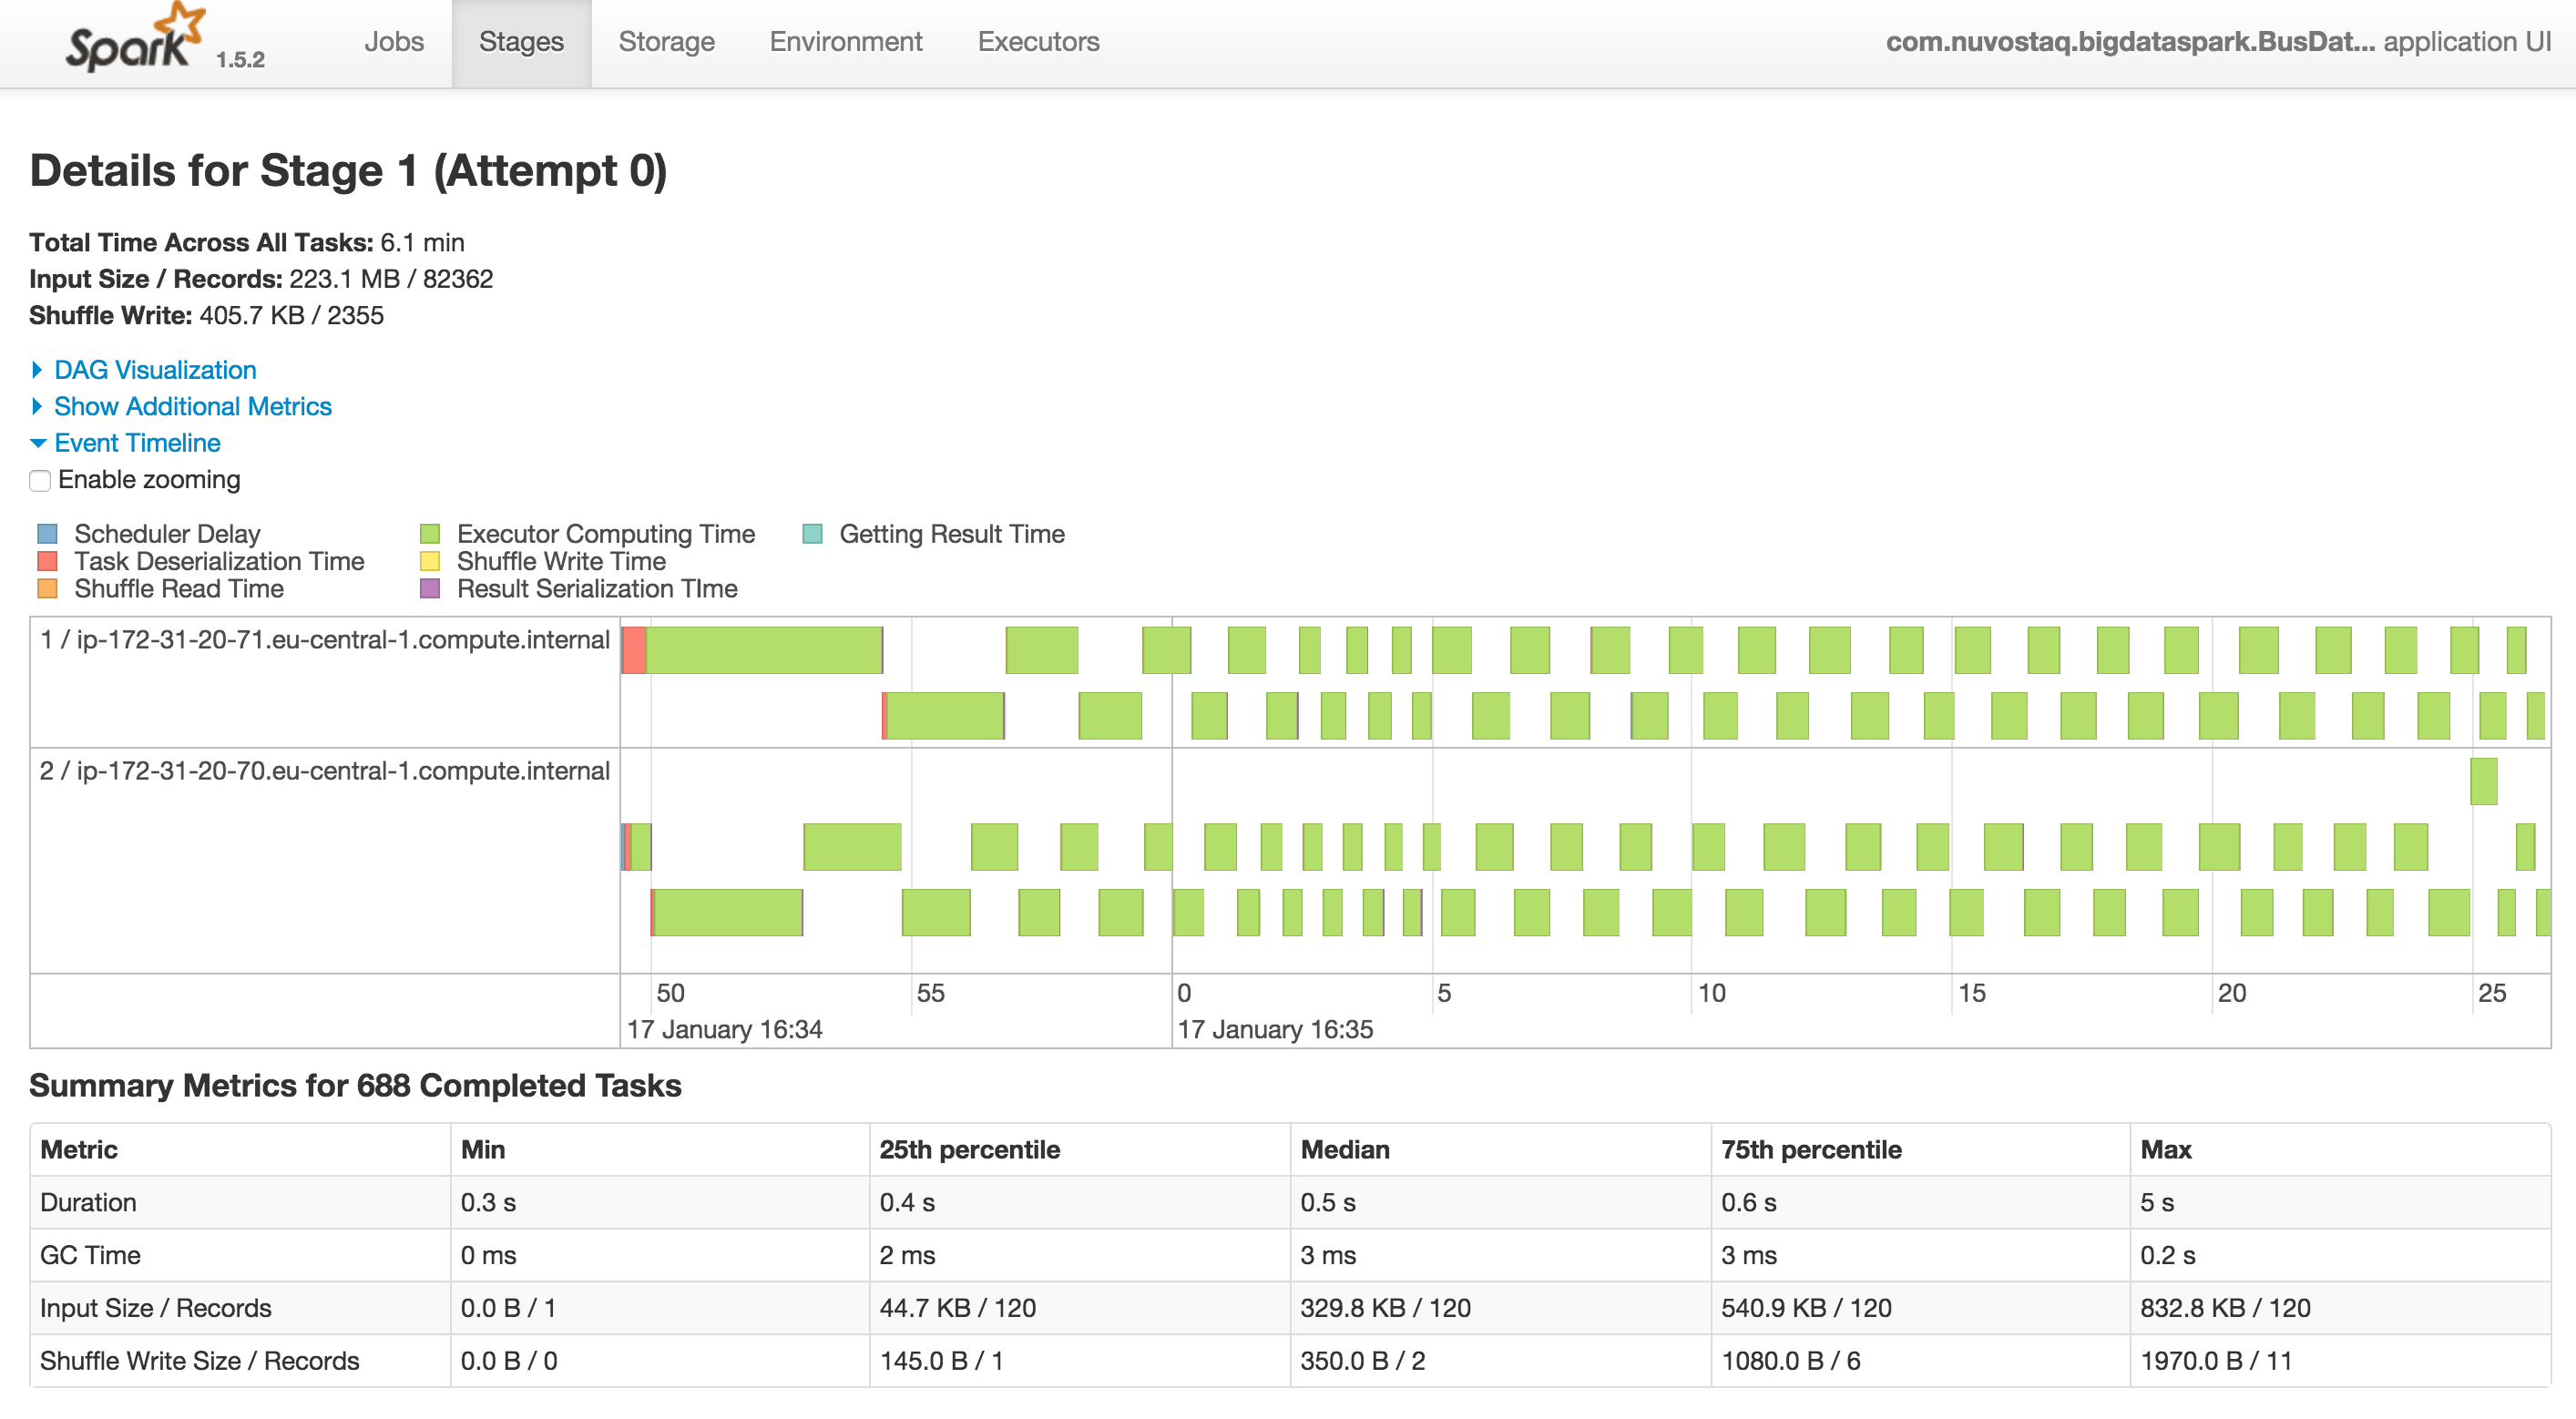 Spark 1.5.2 Jobs Stages Storage Environment Executors com.nuvostaq.bigdataspark.BusDat... application UI
Details for Stage 1 (Attempt 0)
Total Time Across All Tasks: 6.1 min
Input Size / Records: 223.1 MB / 82362
Shuffle Write: 405.7 KB / 2355
DAG Visualization
Show Additional Metrics
Event Timeline
Enable zooming
Scheduler Delay Executor Computing Time Getting Result Time
Task Deserialization Time Shuffle Write Time
Shuffle Read Time Result Serialization TIme
1 / ip-172-31-20-71.eu-central-1.compute.internal
2 / ip-172-31-20-70.eu-central-1.compute.internal
50 55 0 5 10 15 20 25
17 January 16:34 17 January 16:35
Summary Metrics for 688 Completed Tasks
Metric Min 25th percentile Median 75th percentile Max
Duration 0.3 s 0.4 s 0.5 s 0.6 s 5 s
GC Time 0 ms 2 ms 3 ms 3 ms 0.2 s
Input Size / Records 0.0 B / 1 44.7 KB / 120 329.8 KB / 120 540.9 KB / 120 832.8 KB / 120
Shuffle Write Size / Records 0.0 B / 0 145.0 B / 1 350.0 B / 2 1080.0 B / 6 1970.0 B / 11